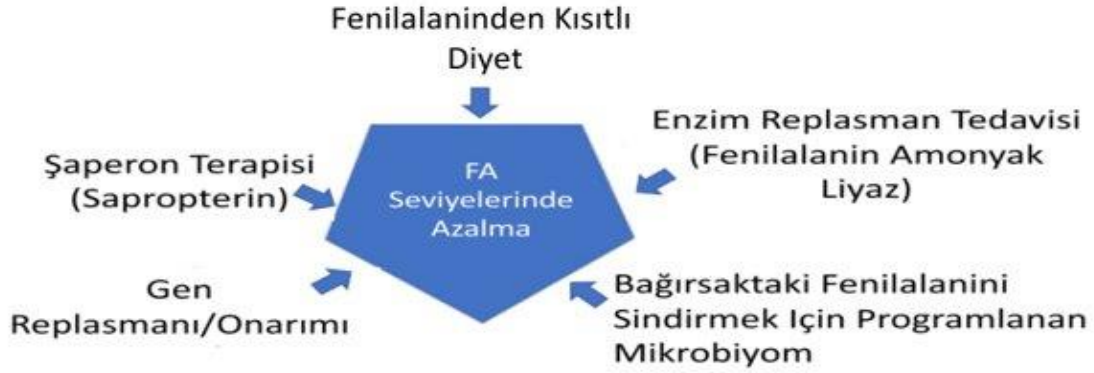 Fenilalaninden Kısıtlı
Diyet
Enzim Replasman Tedavisi
(Fenilalanin Amonyak
Liyaz)
Şaperon Terapisi
(Sapropterin)
FA
Seviyelerinde
Azalma
Gen
Replasmanı/Onarımı
Bağırsaktaki Fenilalanini
Sindirmek Için Programlanan
Mikrobiyom